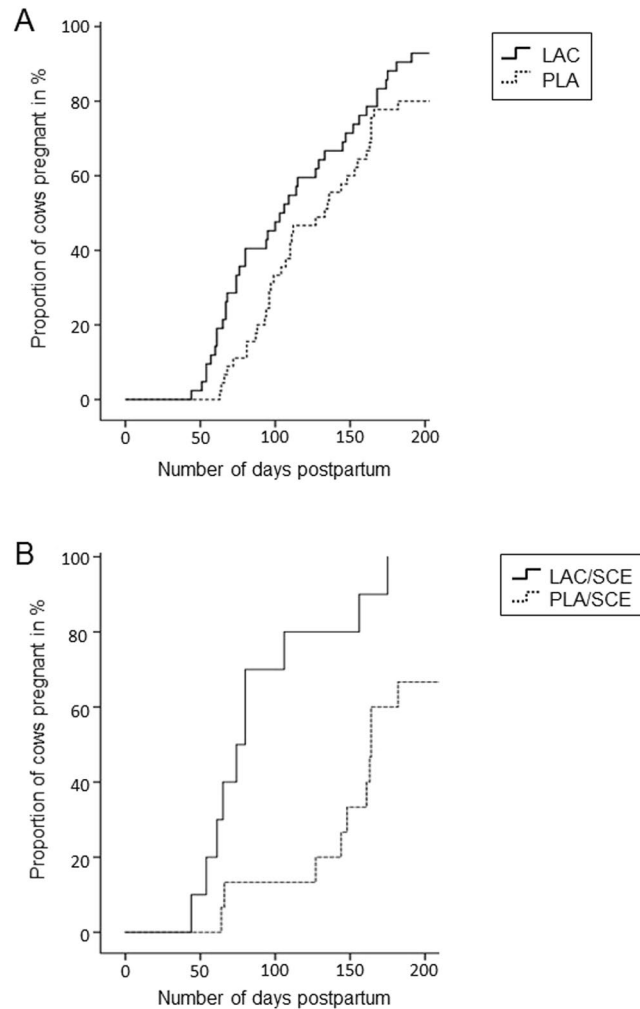 A
100
80
60
40
20
0
Proportion of cows pregnant in %
0 50 100 150 200
Number of days postpartum
LAC
PLA
B
100
80
60
40
20
0
Proportion of cows pregnant in %
0 50 100 150 200
Number of days postpartum
LAC/SCE
PLA/SCE